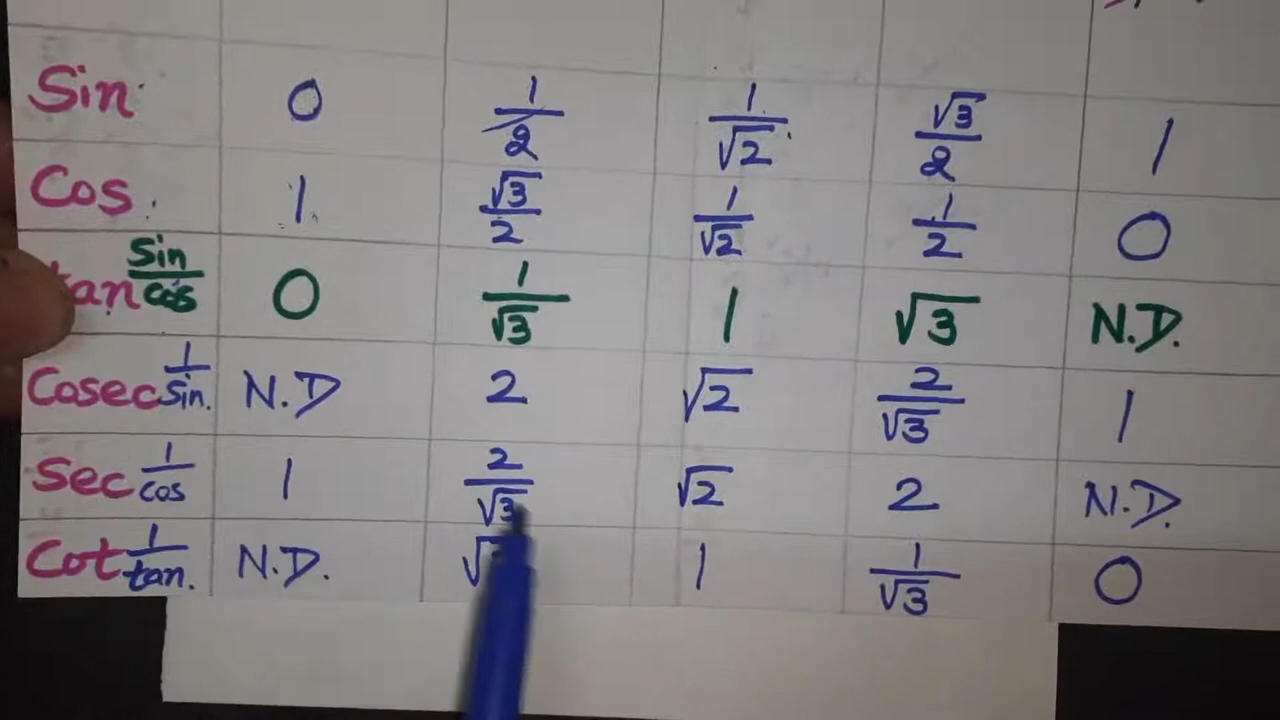 Sin 0 1/2 1/√2 √3/2 1
Cos 1 √3/2 1/√2 1/2 0
tan Sin/cos 0 1/√3 1 √3 N.D.
Cosec 1/Sin. N.D 2 √2 2/√3 1
Sec 1/cos 1 2/√3 √2 2 N.D.
Cot 1/tan. N.D. √ 1 1/√3 0